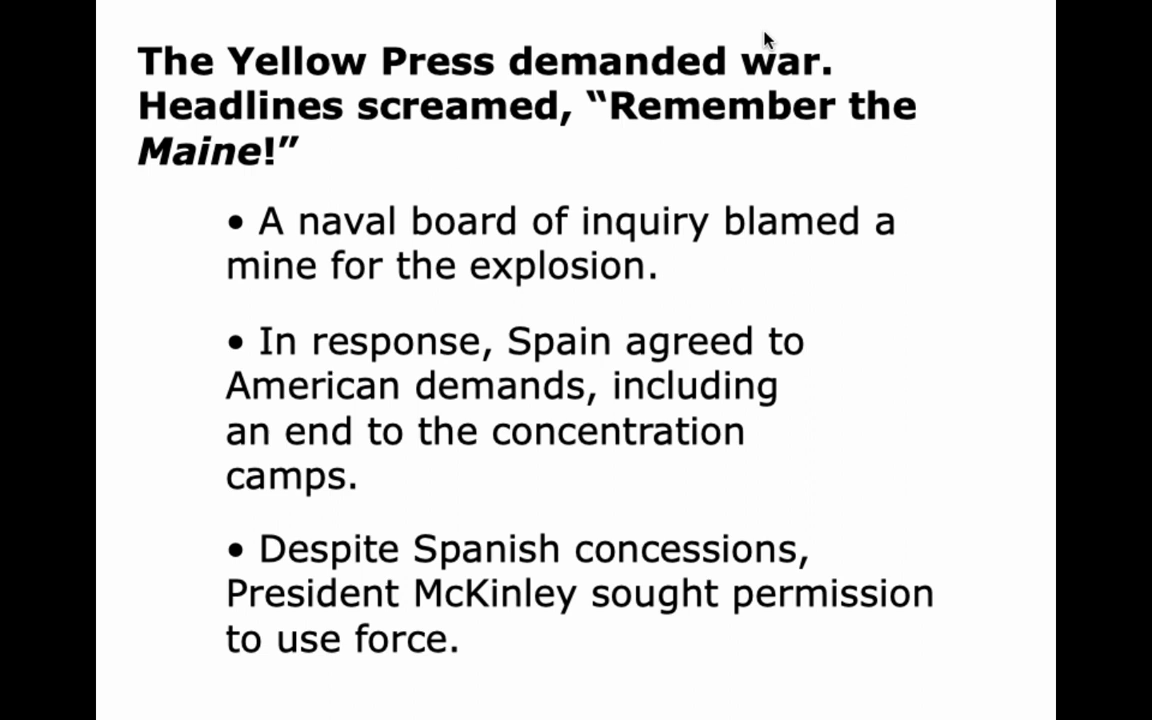 The Yellow Press demanded war.
Headlines screamed, “Remember the
Maine!”
• A naval board of inquiry blamed a
mine for the explosion.
• In response, Spain agreed to
American demands, including
an end to the concentration
camps.
• Despite Spanish concessions,
President McKinley sought permission
to use force.